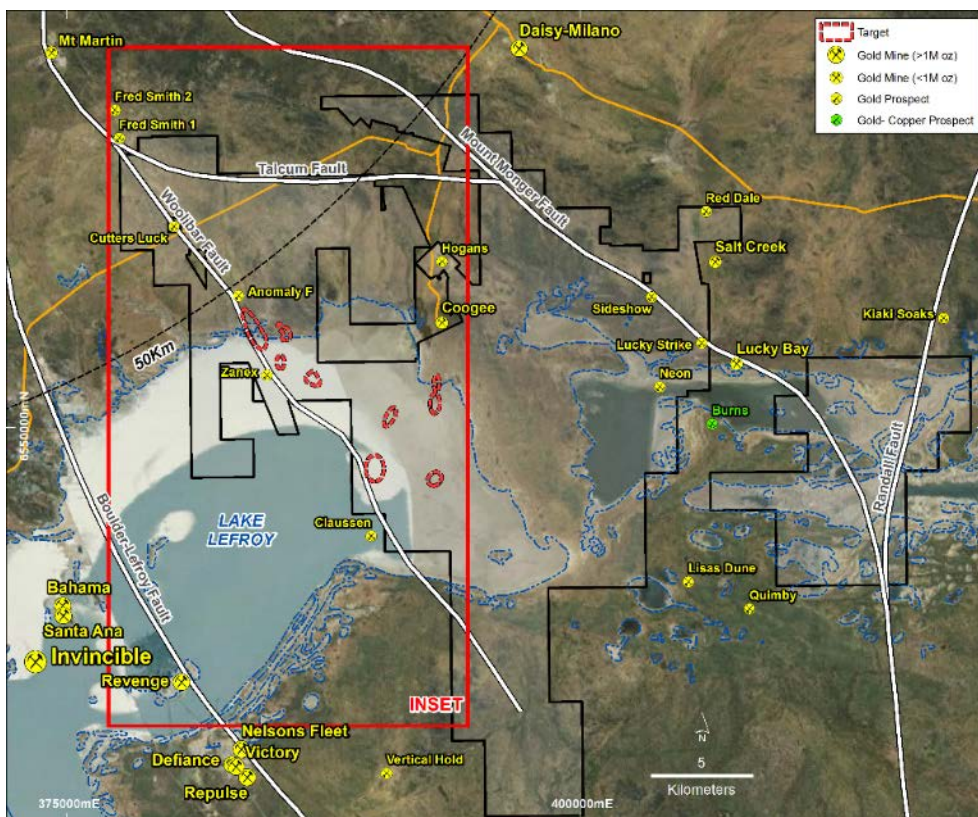 Daisy-Milano
Mt Martin
Target
Gold Mine (>1M oz)
Gold Mine (<1M oz)
Gold Prospect
Gold- Copper Prospect
Fred Smith 2
Fred Smith 1
Talcum Fault
Mount Monger Fault
Red Dale
Cutters Luck
Woolibar Fault
Hogans
Salt Creek
Anomaly F
Coogee
Sideshow
Kiaki Soaks
50Km
Lucky Strike
Lucky Bay
Zanex
Neon
Burns
6550000mN
Randall Fault
LAKE
LEFROY
Claussen
Boulder-Lefroy Fault
Lisas Dune
Quimby
Bahama
Santa Ana
Invincible
Revenge
INSET
Nelsons Fleet
Victory
Defiance
Repulse
Vertical Hold
N
5
Kilometers
375000mE
400000mE